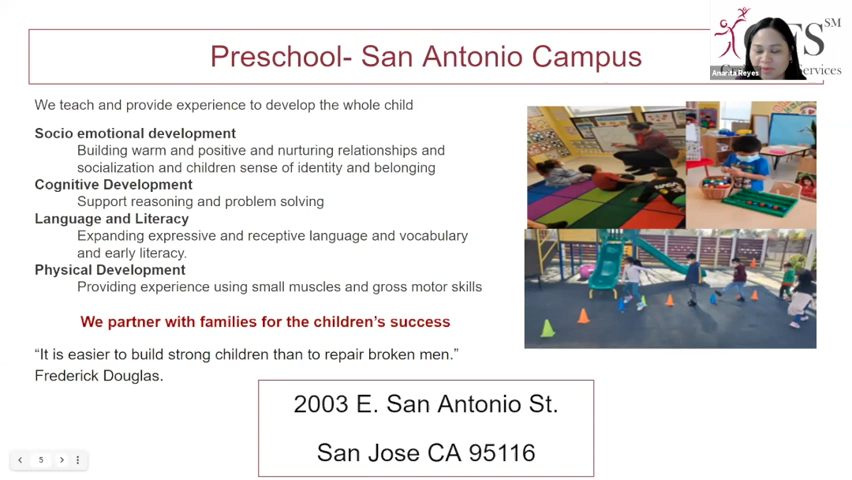 Preschool- San Antonio Campus
SM
FS
Services
Anarita Reyes
We teach and provide experience to develop the whole child
Socio emotional development
Building warm and positive and nurturing relationships and
socialization and children sense of identity and belonging
Cognitive Development
Support reasoning and problem solving
Language and Literacy
Expanding expressive and receptive language and vocabulary
and early literacy.
Physical Development
Providing experience using small muscles and gross motor skills
We partner with families for the children’s success
“It is easier to build strong children than to repair broken men.”
Frederick Douglas.
2003 E. San Antonio St.
San Jose CA 95116
5